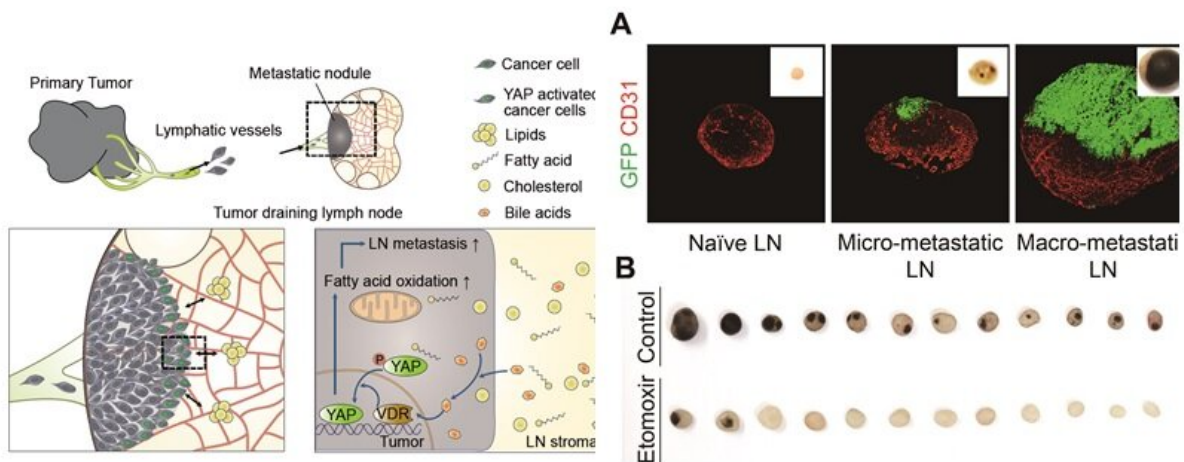 Primary Tumor
Lymphatic vessels
Metastatic nodule
Cancer cell
YAP activated
cancer cells
Lipids
Fatty acid
Cholesterol
Bile acids
Tumor draining lymph node
LN metastasis ↑
Fatty acid oxidation ↑
P
YAP
YAP
VDR
Tumor
LN stroma
A
GFP CD31
Naïve LN
Micro-metastatic
LN
Macro-metastati
LN
B
Control
Etomoxir